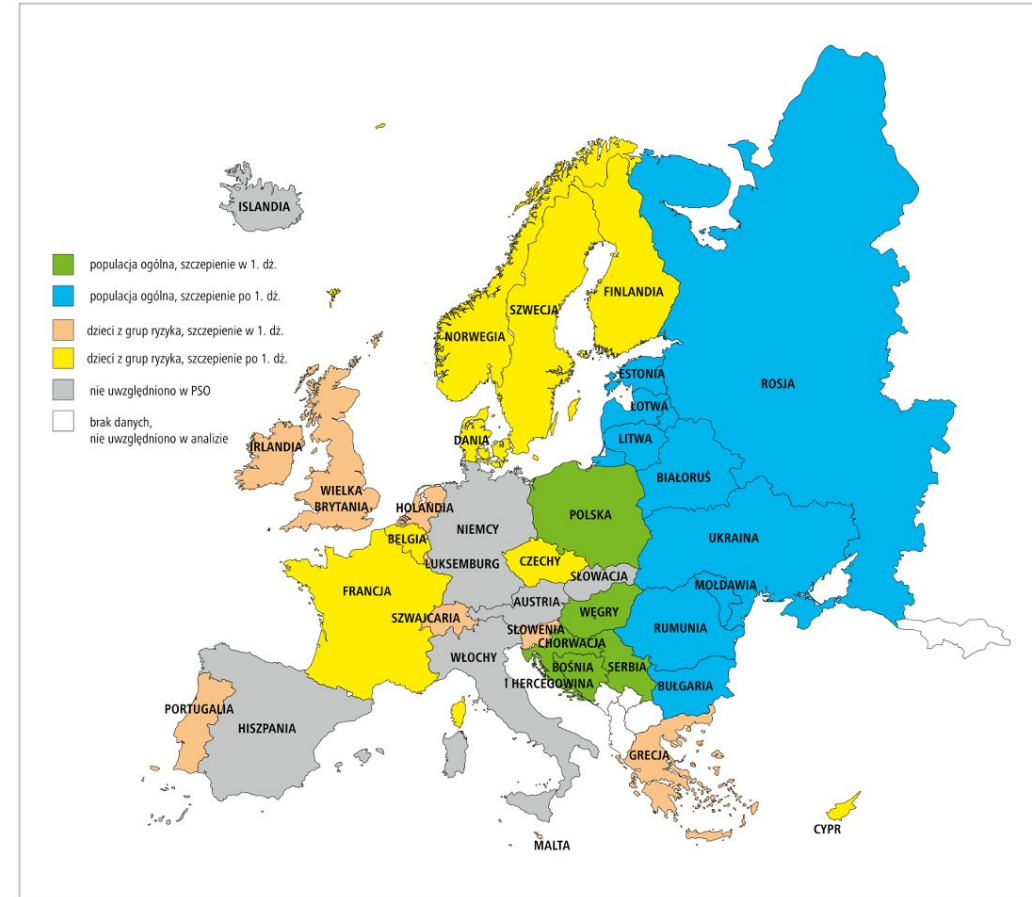 ISLANDIA
populacja ogólna, szczepienie w 1. dż.
populacja ogólna, szczepienie po 1. dż.
dzieci z grup ryzyka, szczepienie w 1. dż.
dzieci z grup ryzyka, szczepienie po 1. dż.
nie uwzględniono w PSO
brak danych,
nie uwzględniono w analizie
FINLANDIA
SZWECJA
NORWEGIA
ESTONIA
ROSJA
ŁOTWA
LITWA
DANIA
IRLANDIA
BIAŁORUŚ
WIELKA
BRYTANIA
HOLANDIA
POLSKA
NIEMCY
UKRAINA
BELGIA
LUKSEMBURG
CZECHY
SŁOWACJA
MOŁDAWIA
FRANCJA
AUSTRIA
WĘGRY
SZWAJCARIA
SŁOWENIA
RUMUNIA
CHORWACJA
WŁOCHY
BOŚNIA
I HERCEGOWINA
SERBIA
BUŁGARIA
PORTUGALIA
HISZPANIA
GRECJA
CYPR
MALTA